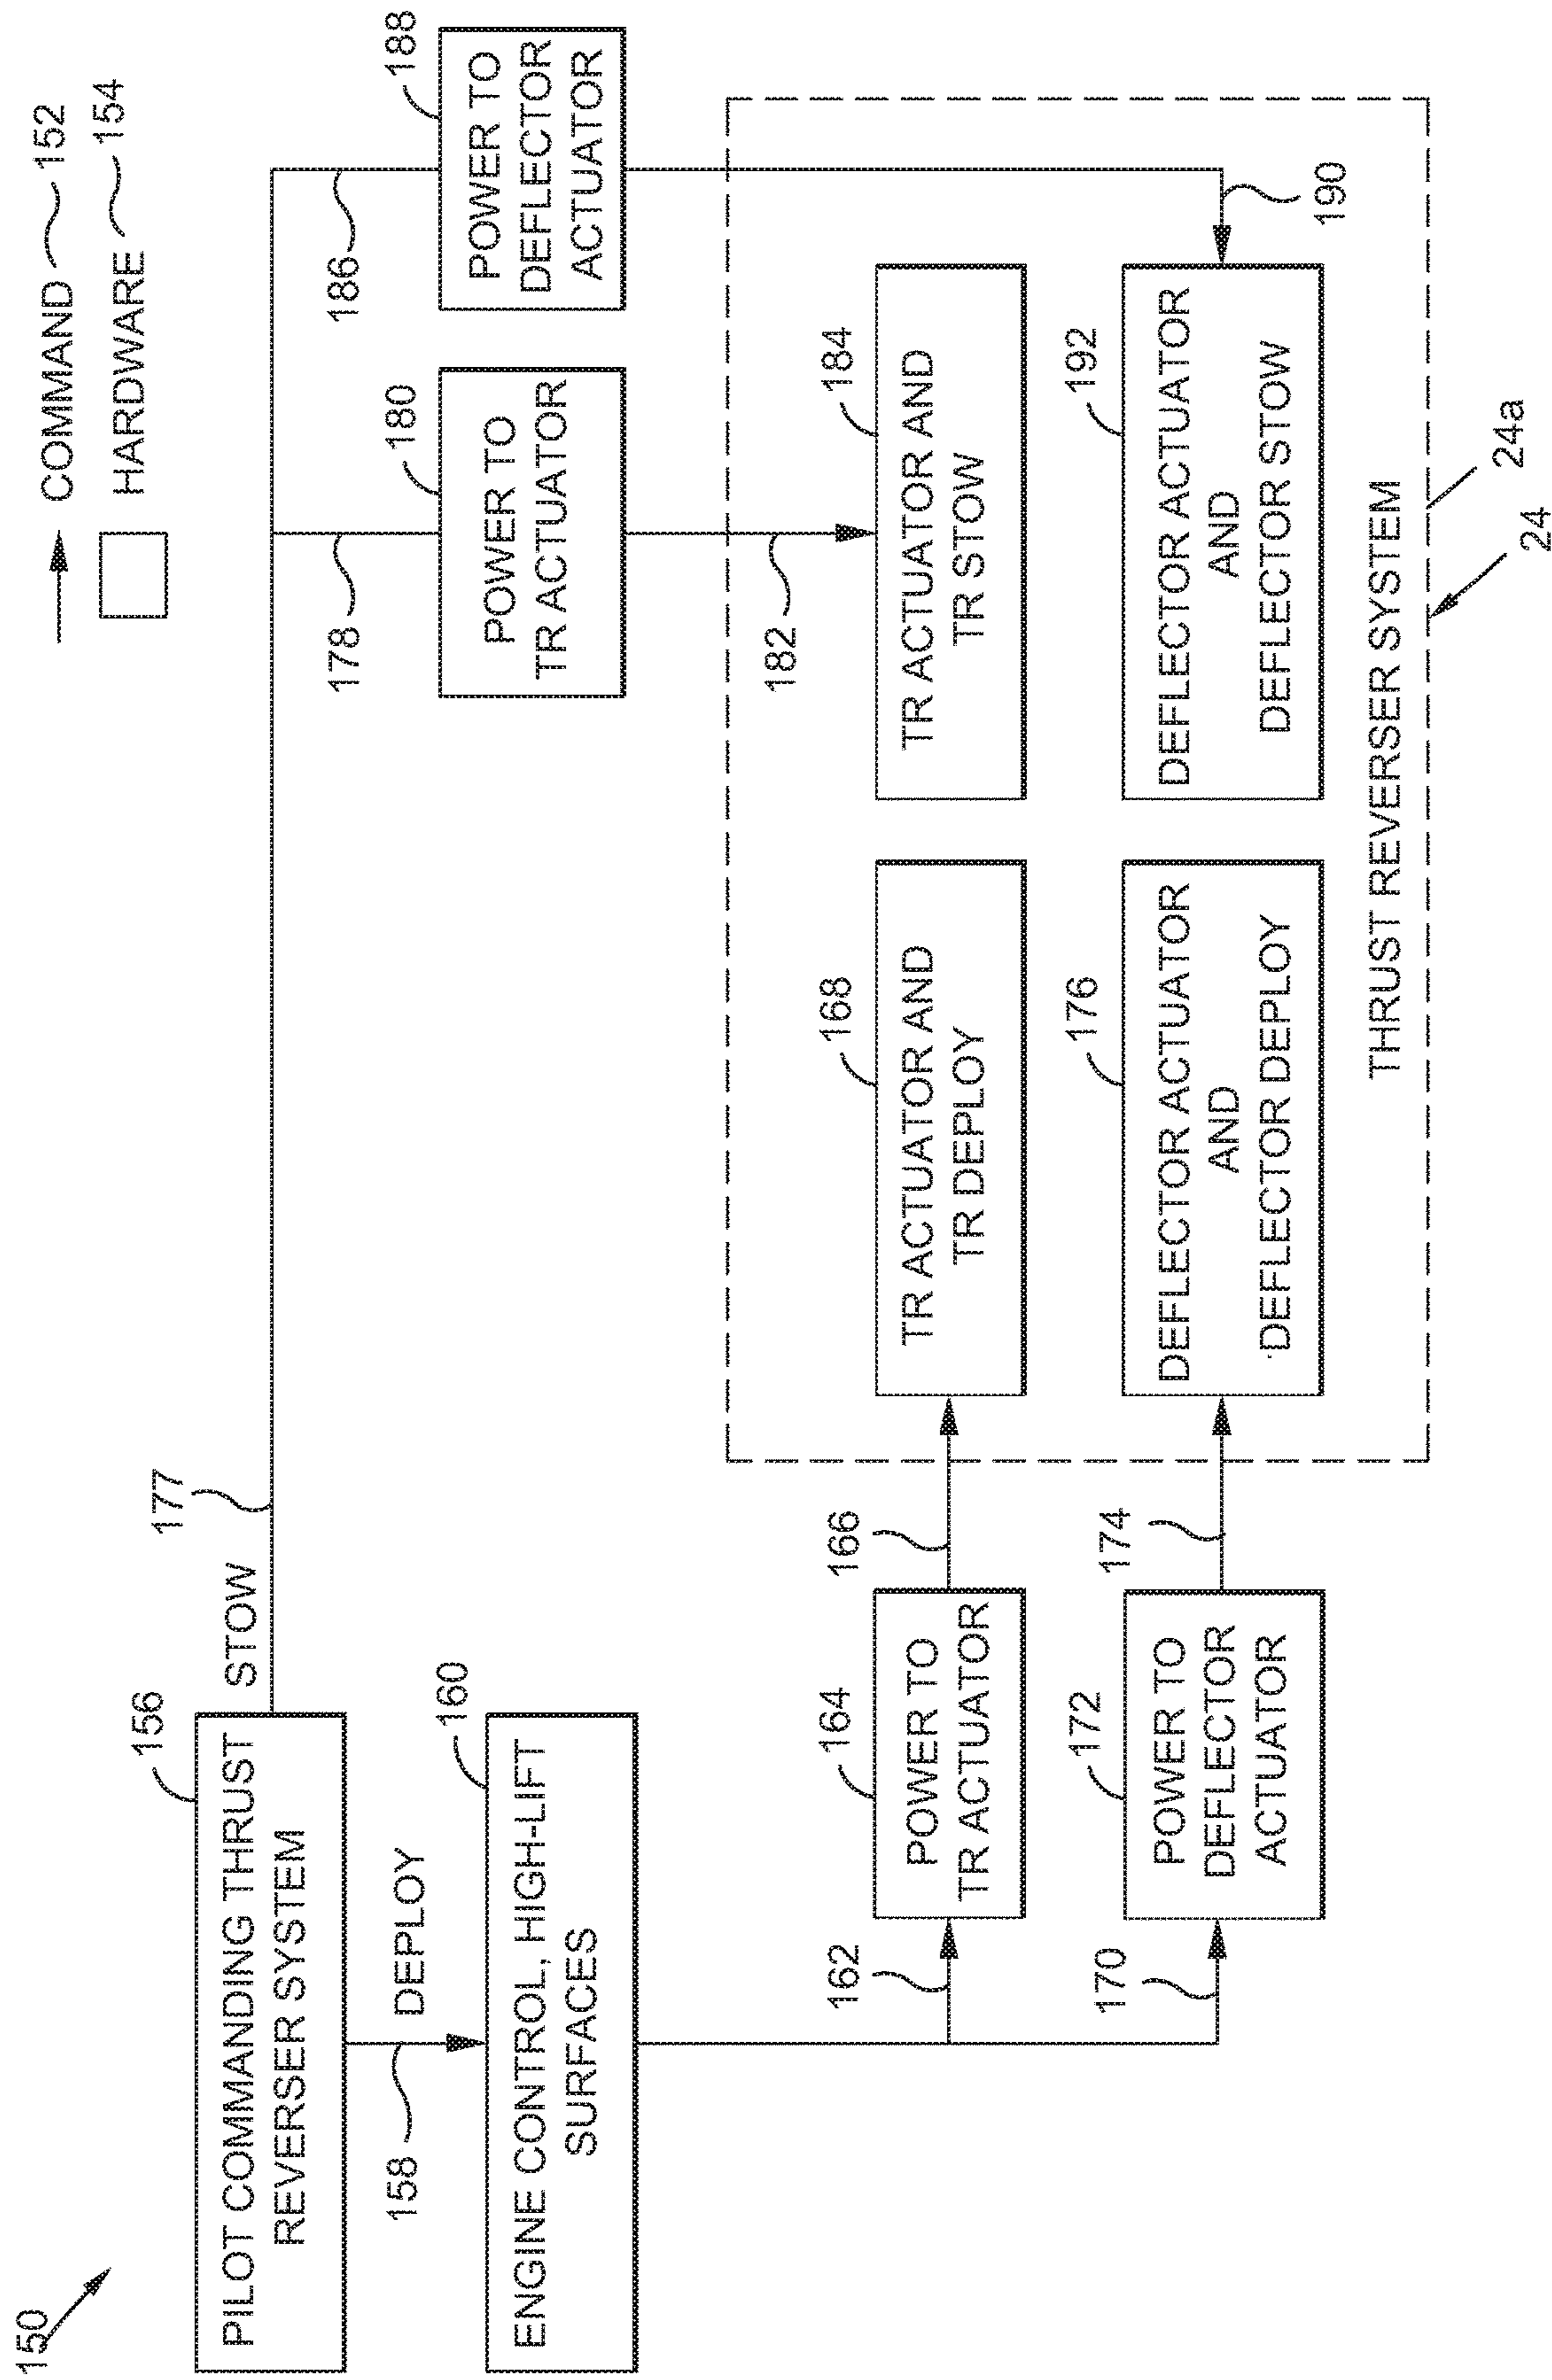 150
COMMAND 152
HARDWARE 154
PILOT COMMANDING THRUST
REVERSER SYSTEM
156
STOW
177
158
DEPLOY
ENGINE CONTROL, HIGH-LIFT
SURFACES
160
178
POWER TO
TR ACTUATOR
180
186
POWER TO
DEFLECTOR
ACTUATOR
188
162
POWER TO
TR ACTUATOR
164
166
TR ACTUATOR AND
TR DEPLOY
168
182
TR ACTUATOR AND
TR STOW
184
170
POWER TO
DEFLECTOR
ACTUATOR
172
174
DEFLECTOR ACTUATOR
AND
DEFLECTOR DEPLOY
176
DEFLECTOR ACTUATOR
AND
DEFLECTOR STOW
192
190
THRUST REVERSER SYSTEM
24a
24